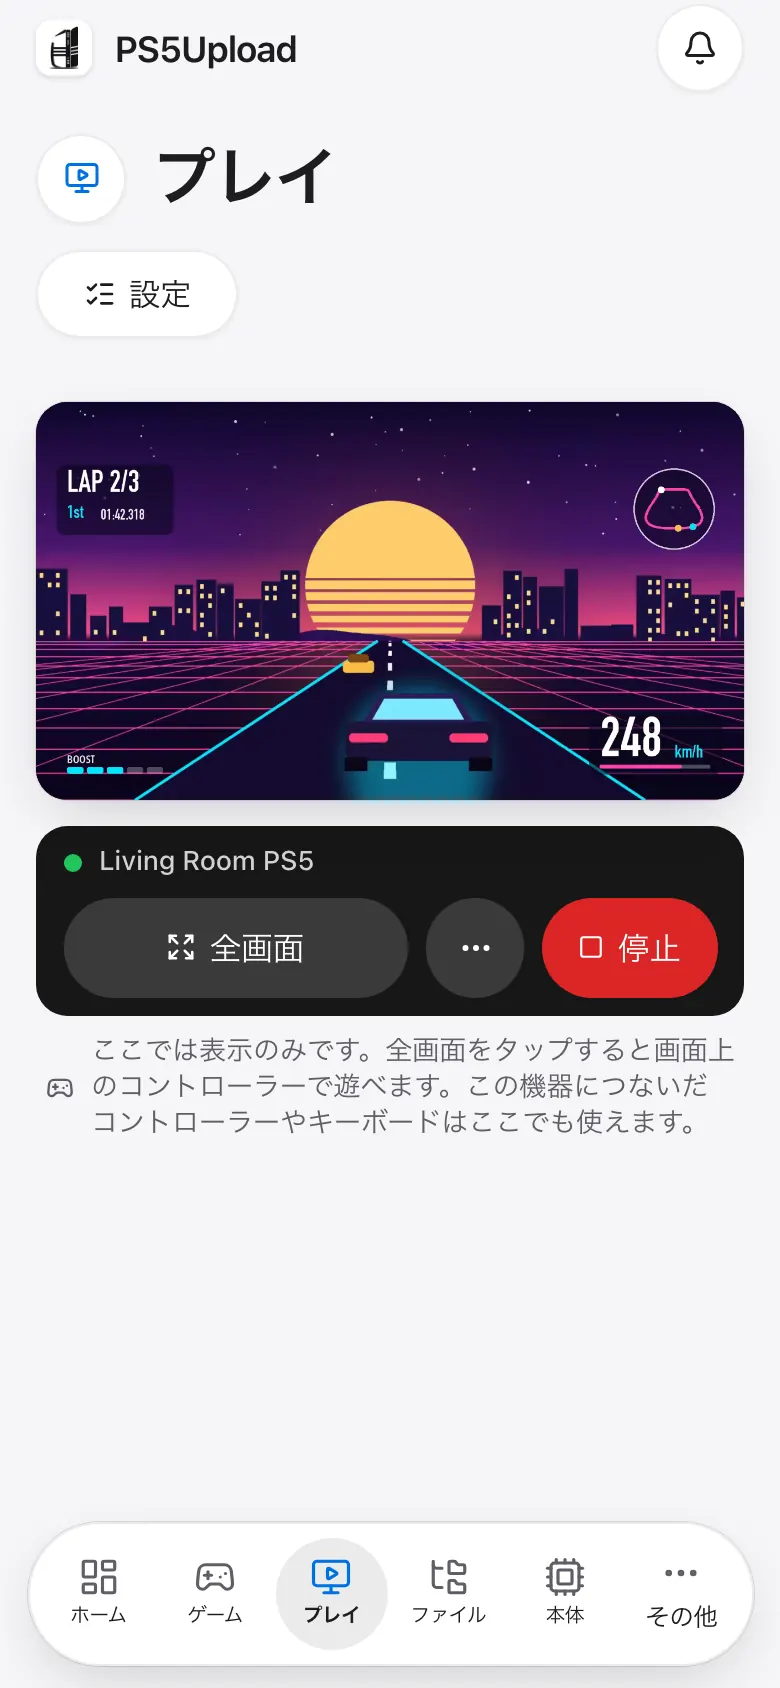 PS5Upload
プレイ
設定
LAP 2/3
1st 01:42.318
BOOST
248 km/h
Living Room PS5
全画面
停止
ここでは表示のみです。全画面をタップすると画面上
のコントローラーで遊べます。この機器につないだ
コントローラーやキーボードはここでも使えます。
ホーム
ゲーム
プレイ
ファイル
本体
その他